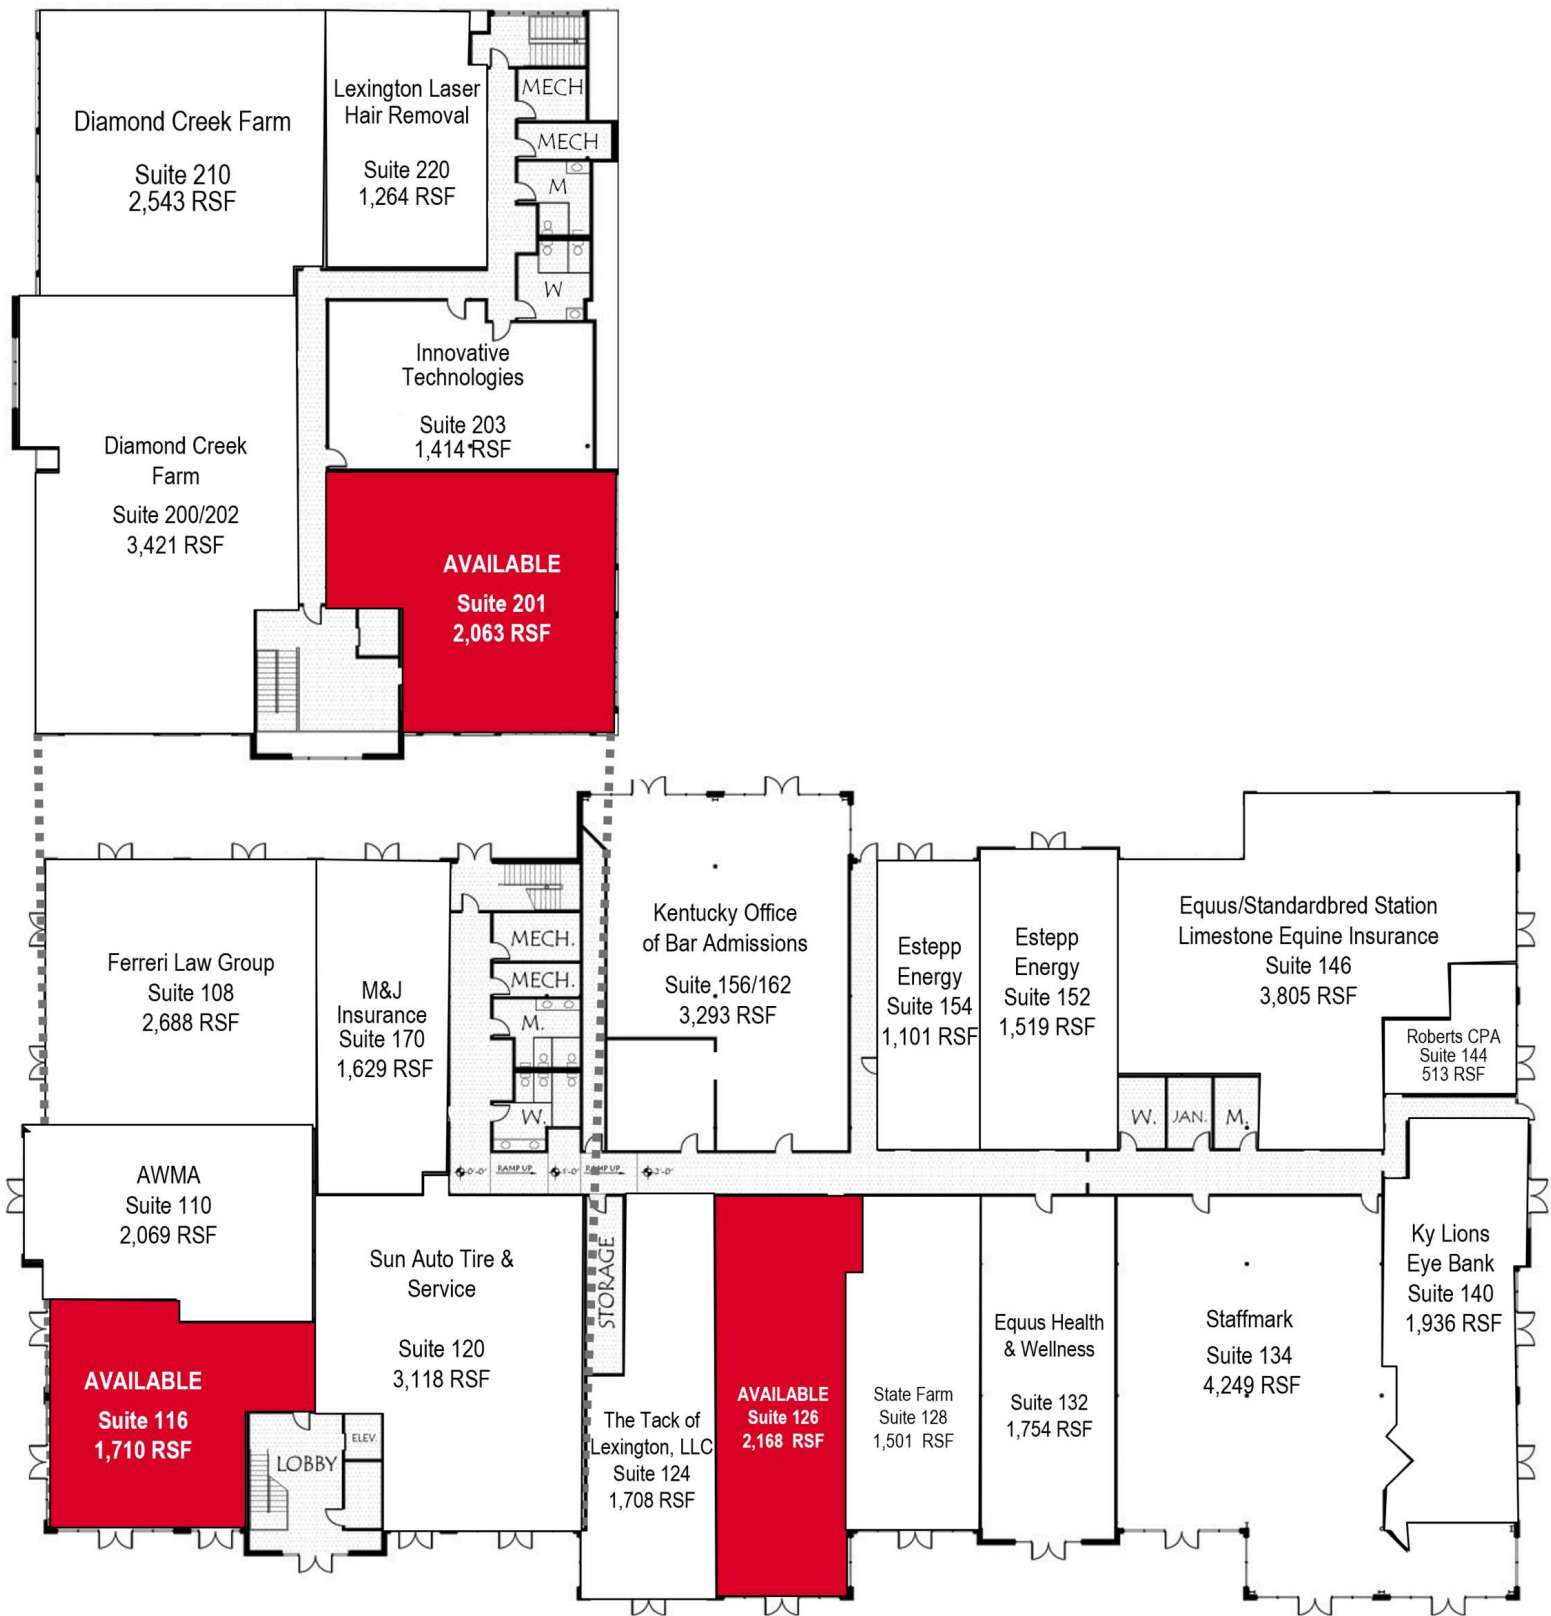 Diamond Creek Farm
Suite 210
2,543 RSF
Lexington Laser
Hair Removal
Suite 220
1,264 RSF
MECH
MECH
M
W
Innovative
Technologies
Suite 203
1,414 RSF
Diamond Creek
Farm
Suite 200/202
3,421 RSF
AVAILABLE
Suite 201
2,063 RSF
Ferreri Law Group
Suite 108
2,688 RSF
M&J
Insurance
Suite 170
1,629 RSF
MECH.
MECH.
M.
W.
Kentucky Office
of Bar Admissions
Suite 156/162
3,293 RSF
Estepp
Energy
Suite 154
1,101 RSF
Estepp
Energy
Suite 152
1,519 RSF
Equus/Standardbred Station
Limestone Equine Insurance
Suite 146
3,805 RSF
Roberts CPA
Suite 144
513 RSF
W.
JAN.
M.
0'-0"
RAMP UP
1'-0"
RAMP UP
2'-0"
AWMA
Suite 110
2,069 RSF
Sun Auto Tire &
Service
Suite 120
3,118 RSF
STORAGE
AVAILABLE
Suite 116
1,710 RSF
LOBBY
ELEV.
The Tack of
Lexington, LLC
Suite 124
1,708 RSF
AVAILABLE
Suite 126
2,168 RSF
State Farm
Suite 128
1,501 RSF
Equus Health
& Wellness
Suite 132
1,754 RSF
Staffmark
Suite 134
4,249 RSF
Ky Lions
Eye Bank
Suite 140
1,936 RSF